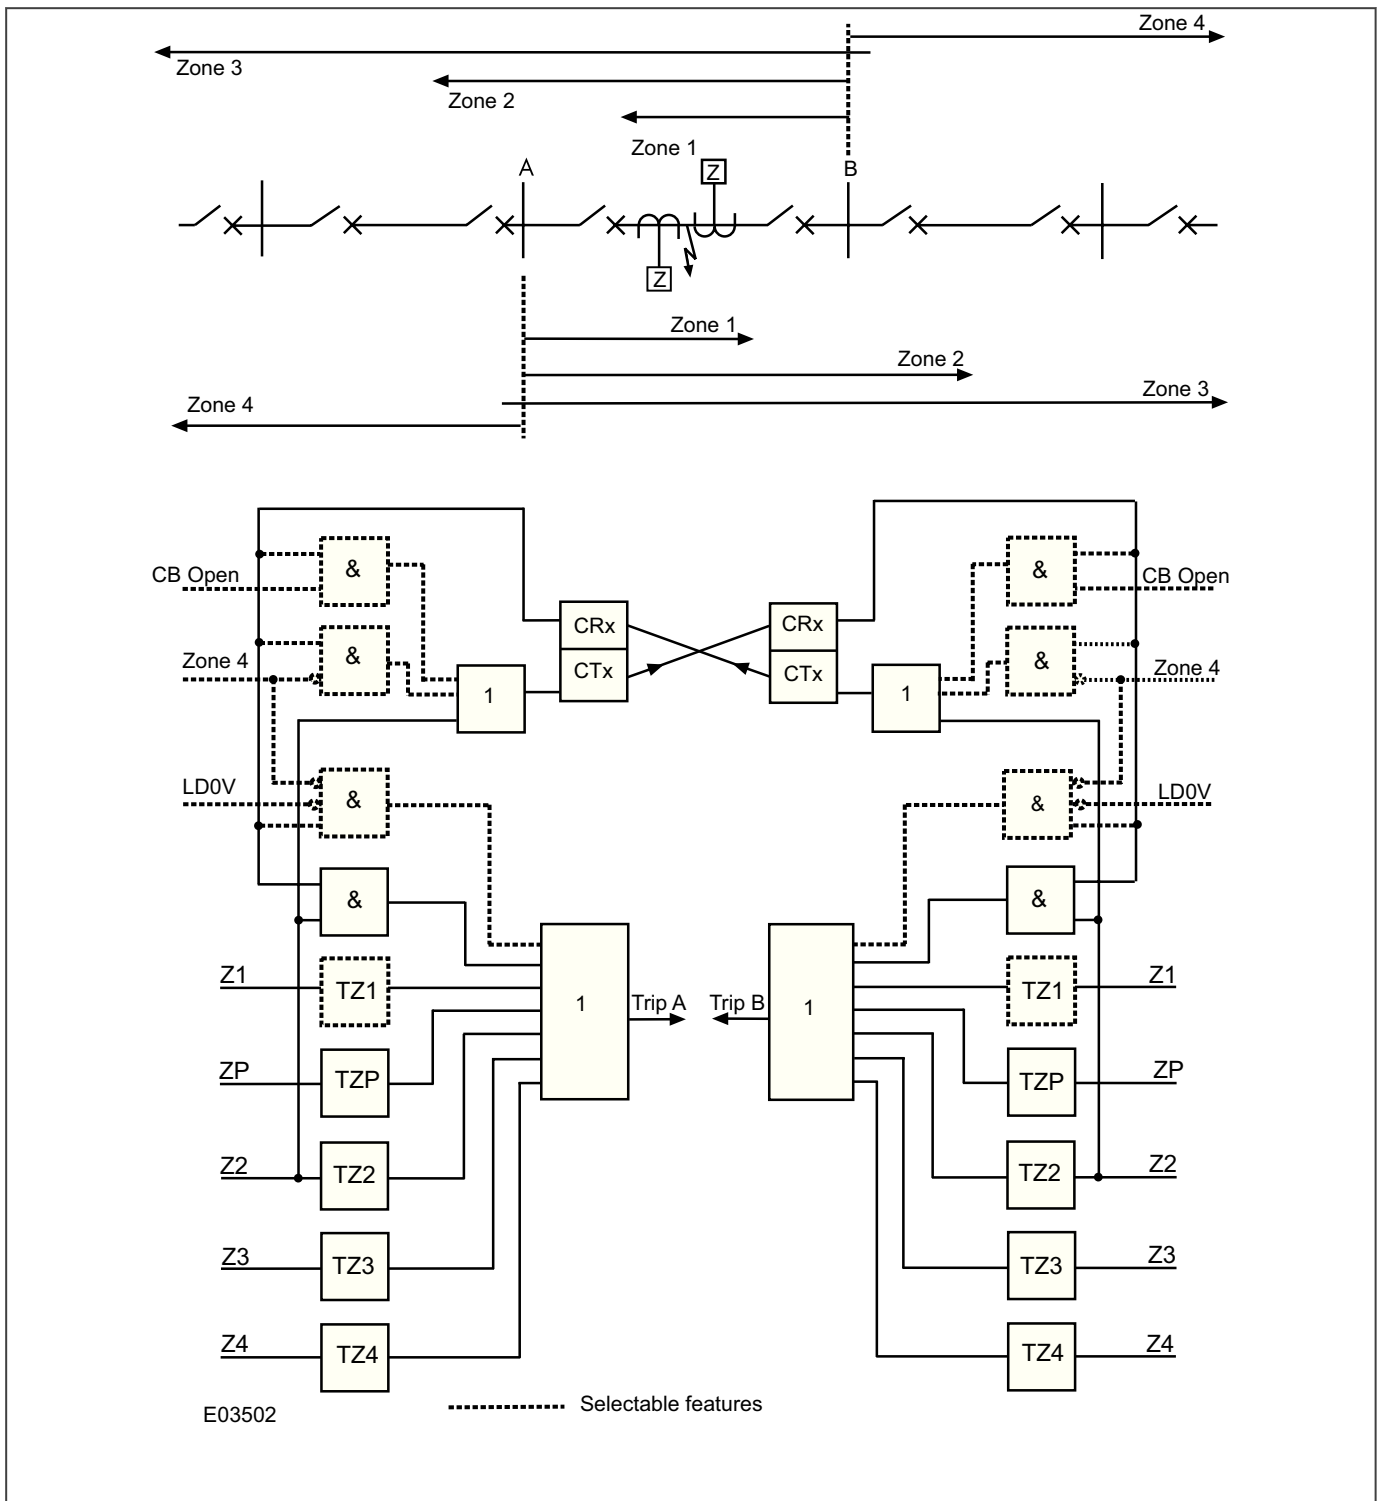 Zone 4
Zone 3
Zone 2
Zone 1
A
Z
B
Z
Zone 1
Zone 2
Zone 3
Zone 4
&
&
CB Open
CB Open
CRx
CRx
&
&
Zone 4
Zone 4
CTx
CTx
1
1
LD0V
&
&
LD0V
&
&
Z1
TZ1
1
Trip A
Trip B
1
TZ1
Z1
ZP
TZP
TZP
ZP
Z2
TZ2
TZ2
Z2
Z3
TZ3
TZ3
Z3
Z4
TZ4
TZ4
Z4
E03502
Selectable features